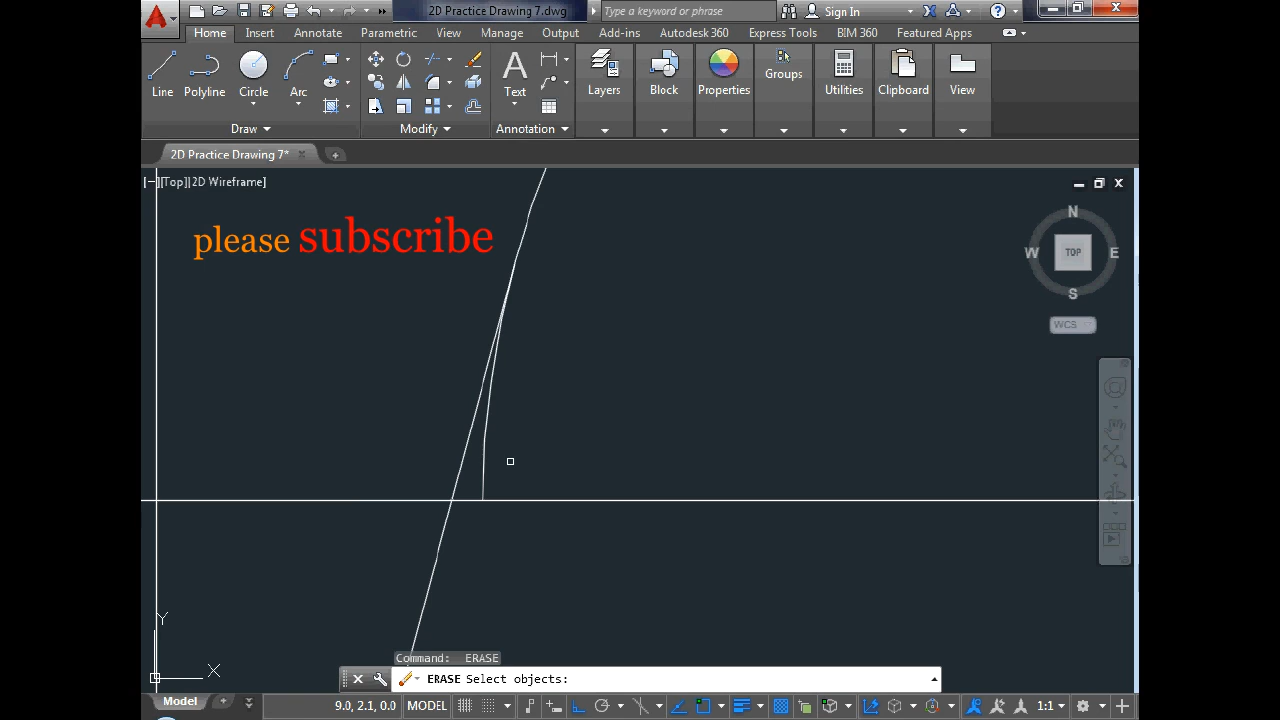 2D Practice Drawing 7.dwg
Type a keyword or phrase
Sign In
Home Insert Annotate Parametric View Manage Output Add-ins Autodesk 360 Express Tools BIM 360 Featured Apps
Line Polyline Circle Arc Text Layers Block Properties Groups Utilities Clipboard View
Draw Modify Annotation
2D Practice Drawing 7*
[−][Top][2D Wireframe]
please subscribe
N
W TOP E
S
WCS
Y
X
Command: ERASE
ERASE Select objects:
Model 9.0, 2.1, 0.0 MODEL 1:1